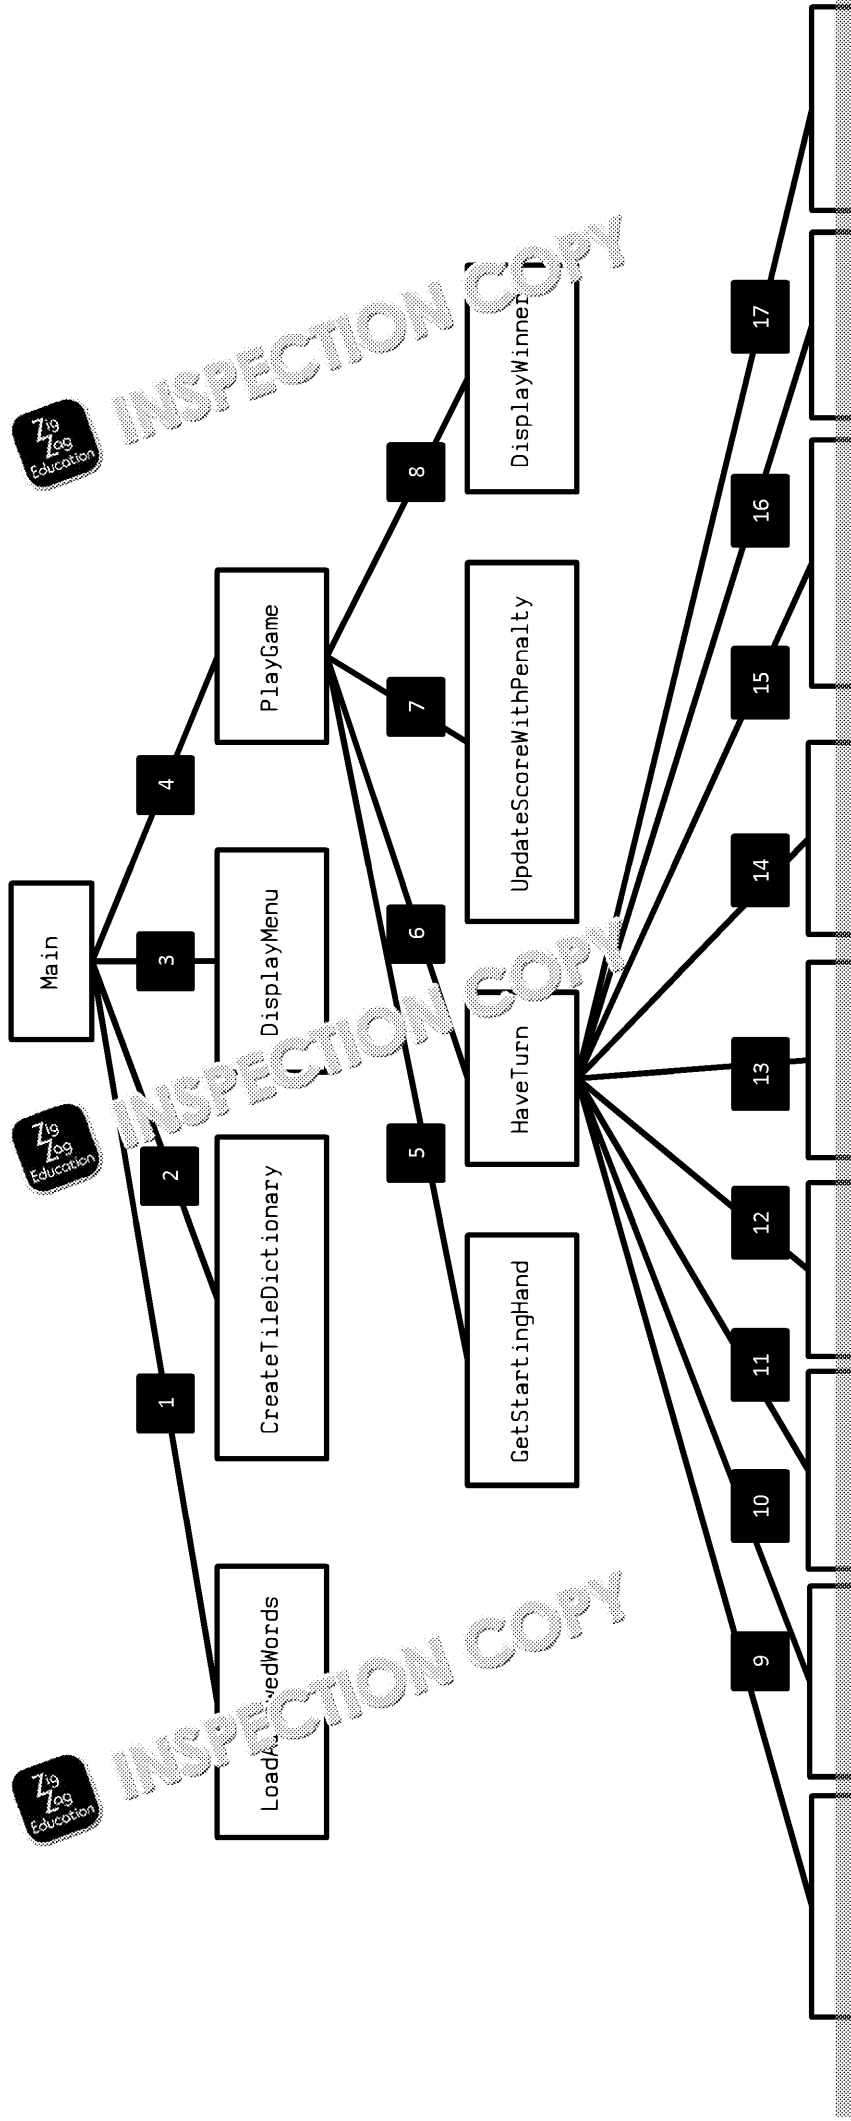 Main
1
2
3
4
LoadA wedWords
CreateTileDictionary
DisplayMenu
PlayGame
5
6
7
8
GetStartingHand
HaveTurn
UpdateScoreWithPenalty
DisplayWinner
9
10
11
12
13
14
15
16
17
Zig
Zag
Education
INSPECTION COPY
Zig
Zag
Education
INSPECTION COPY
Zig
Zag
Education
INSPECTION COPY